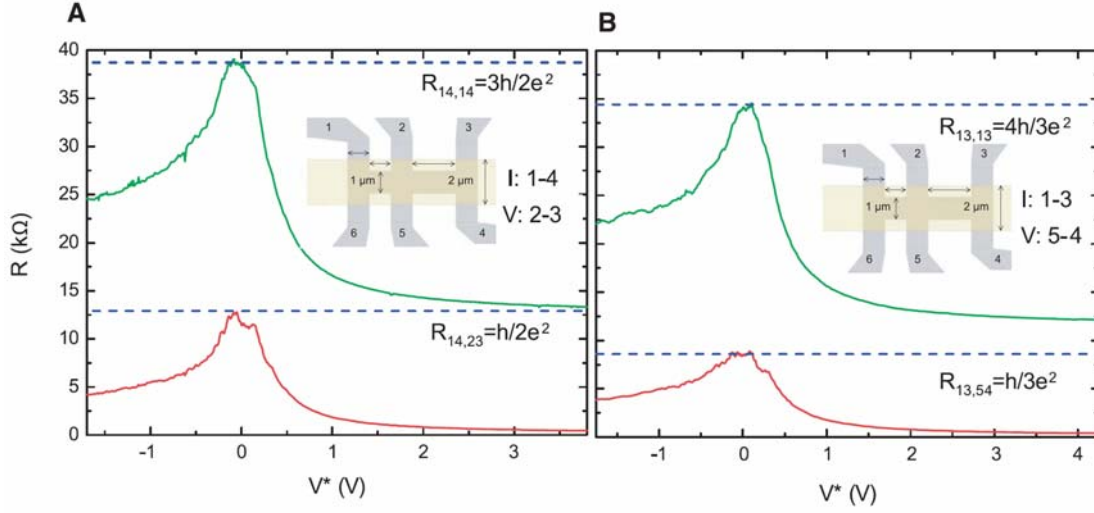 A
40
35
30
25
20
15
10
5
0
R (kΩ)
R14,14=3h/2e²
1
2
3
1 μm
2 μm
I: 1-4
V: 2-3
6
5
4
R14,23=h/2e²
-1
0
1
2
3
V* (V)
B
R13,13=4h/3e²
1
2
3
1 μm
2 μm
I: 1-3
V: 5-4
6
5
4
R13,54=h/3e²
-1
0
1
2
3
4
V* (V)